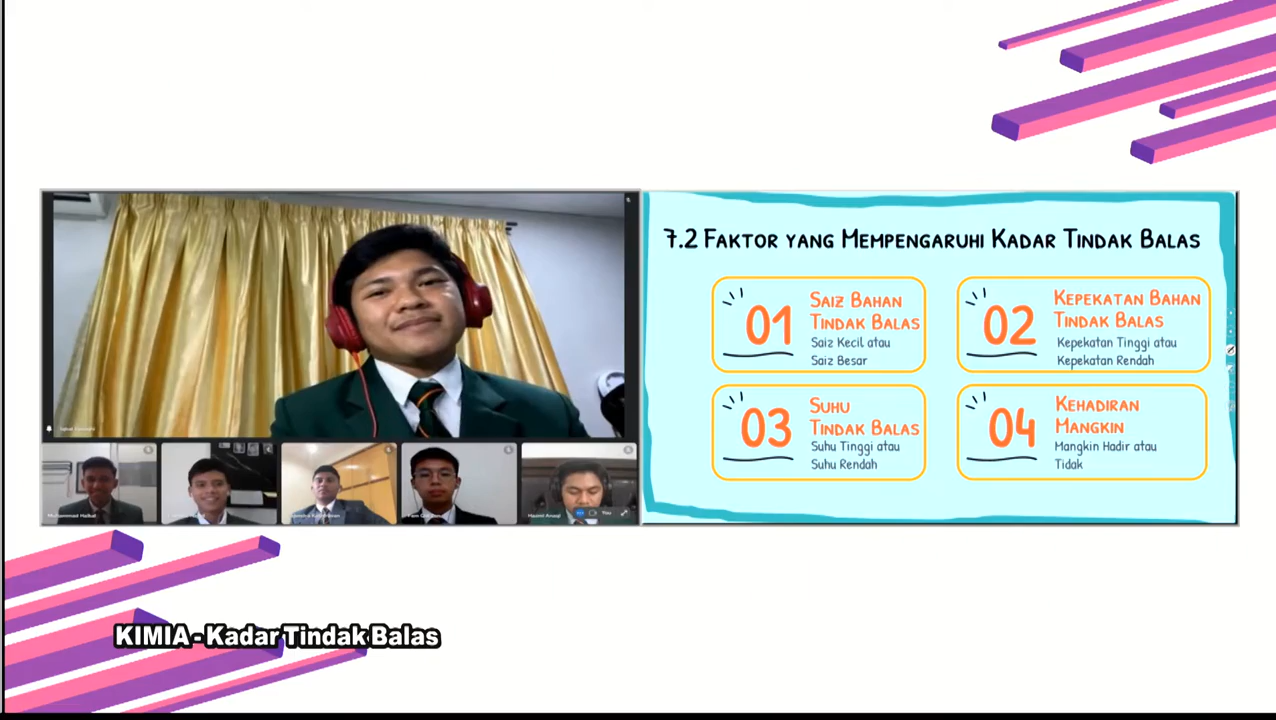 7.2 FAKTOR YANG MEMPENGARUHI KADAR TINDAK BALAS
01
SAIZ BAHAN
TINDAK BALAS
Saiz Kecil atau
Saiz Besar
02
KEPEKATAN BAHAN
TINDAK BALAS
Kepekatan Tinggi atau
Kepekatan Rendah
03
SUHU
TINDAK BALAS
Suhu Tinggi atau
Suhu Rendah
04
KEHADIRAN
MANGKIN
Mangkin Hadir atau
Tidak
Muhammad
You
KIMIA - Kadar Tindak Balas